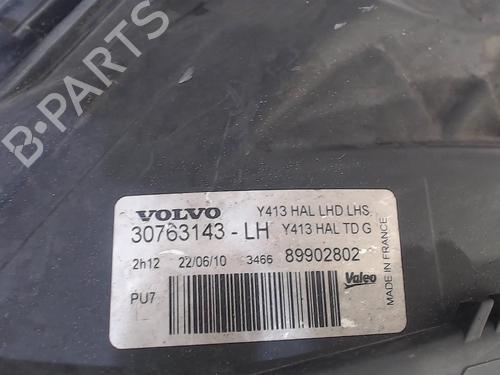 B-PARTS
VOLVO Y413 HAL LHD LHS
30763143 - LH Y413 HAL TD G
2h12 22/06/10 3466 89902802
PU7
Valeo
MADE IN FRANCE